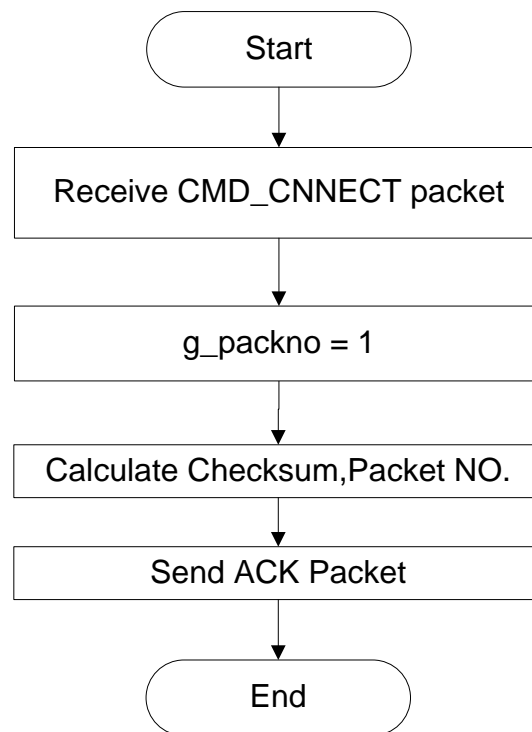 Start
Receive CMD_CNNECT packet
g_packno = 1
Calculate Checksum,Packet NO.
Send ACK Packet
End